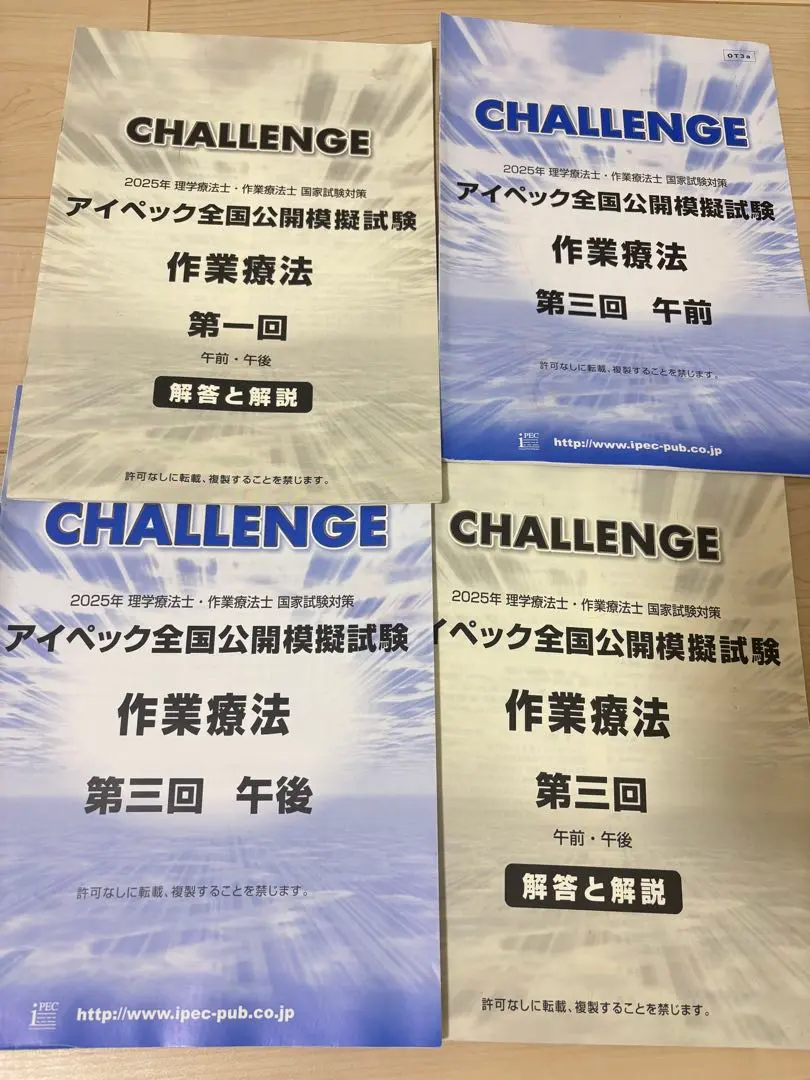 CHALLENGE
2025年 理学療法士・作業療法士 国家試験対策
アイペック全国公開模擬試験
作業療法
第一回
午前・午後
解答と解説
許可なしに転載、複製することを禁じます。
OT3a
CHALLENGE
2025年 理学療法士・作業療法士 国家試験対策
アイペック全国公開模擬試験
作業療法
第三回 午前
許可なしに転載、複製することを禁じます。
iPEC
http://www.ipec-pub.co.jp
CHALLENGE
2025年 理学療法士・作業療法士 国家試験対策
アイペック全国公開模擬試験
作業療法
第三回 午後
許可なしに転載、複製することを禁じます。
iPEC
http://www.ipec-pub.co.jp
CHALLENGE
2025年 理学療法士・作業療法士 国家試験対策
イペック全国公開模擬試験
作業療法
第三回
午前・午後
解答と解説
許可なしに転載、複製することを禁じます。